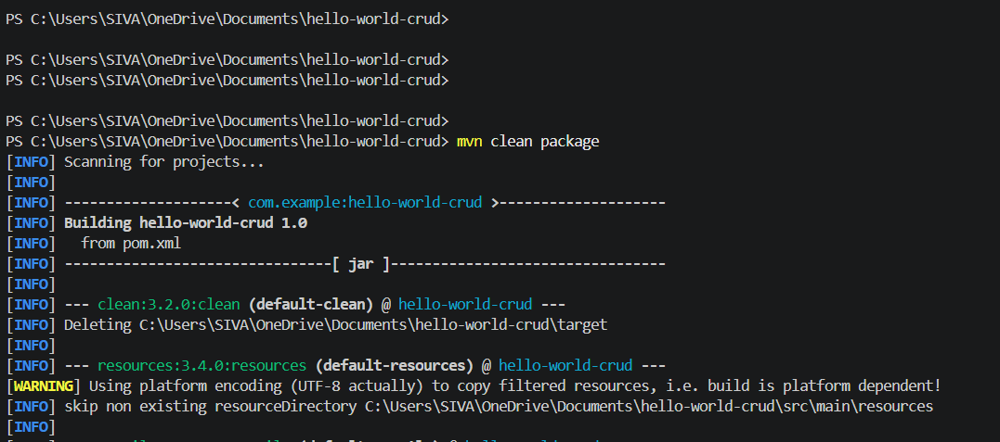 PS C:\Users\SIVA\OneDrive\Documents\hello-world-crud>
PS C:\Users\SIVA\OneDrive\Documents\hello-world-crud>
PS C:\Users\SIVA\OneDrive\Documents\hello-world-crud>
PS C:\Users\SIVA\OneDrive\Documents\hello-world-crud>
PS C:\Users\SIVA\OneDrive\Documents\hello-world-crud> mvn clean package
[INFO] Scanning for projects...
[INFO]
[INFO] --------------------< com.example:hello-world-crud >--------------------
[INFO] Building hello-world-crud 1.0
[INFO]   from pom.xml
[INFO] --------------------------------[ jar ]---------------------------------
[INFO]
[INFO] --- clean:3.2.0:clean (default-clean) @ hello-world-crud ---
[INFO] Deleting C:\Users\SIVA\OneDrive\Documents\hello-world-crud\target
[INFO]
[INFO] --- resources:3.4.0:resources (default-resources) @ hello-world-crud ---
[WARNING] Using platform encoding (UTF-8 actually) to copy filtered resources, i.e. build is platform dependent!
[INFO] skip non existing resourceDirectory C:\Users\SIVA\OneDrive\Documents\hello-world-crud\src\main\resources
[INFO]